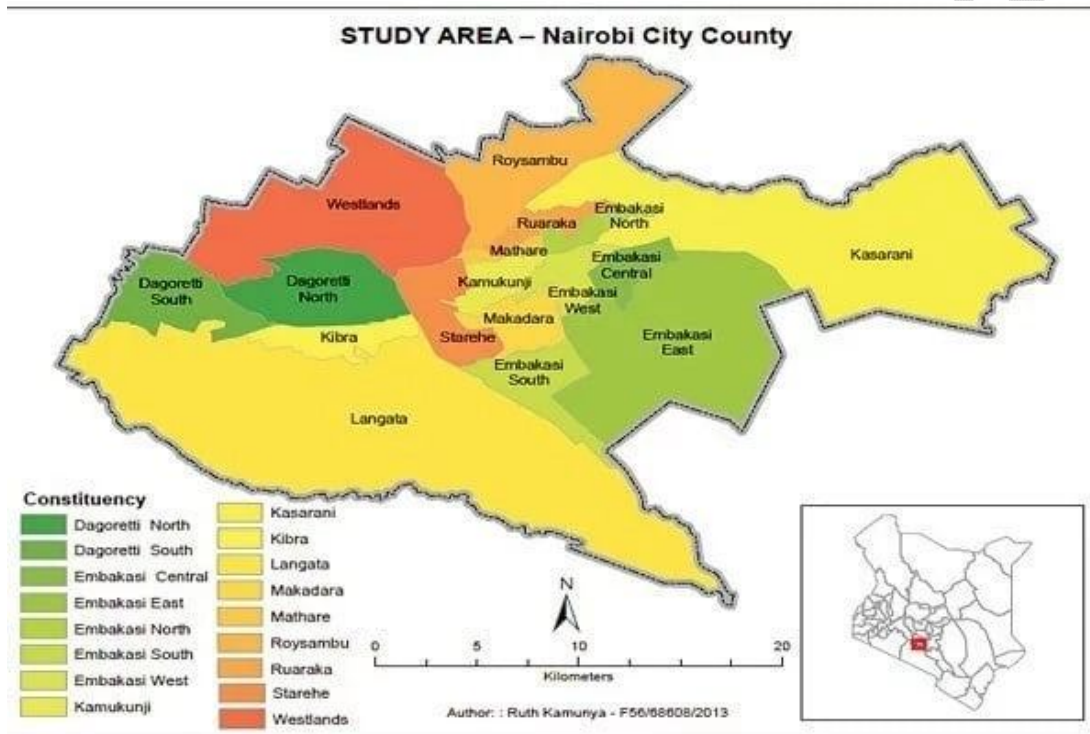 STUDY AREA – Nairobi City County
Roysambu
Westlands
Ruaraka
Embakasi
North
Mathare
Kasarani
Embakasi
Central
Dagoretti
South
Dagoretti
North
Kamukunji
Embakasi
West
Makadara
Kibra
Starehe
Embakasi
East
Embakasi
South
Langata
Constituency
Dagoretti North
Dagoretti South
Embakasi Central
Embakasi East
Embakasi North
Embakasi South
Embakasi West
Kamukunji
Kasarani
Kibra
Langata
Makadara
Mathare
Roysambu
Ruaraka
Starehe
Westlands
N
0 5 10 20
Kilometers
Author: : Ruth Kamunya - F56/68608/2013